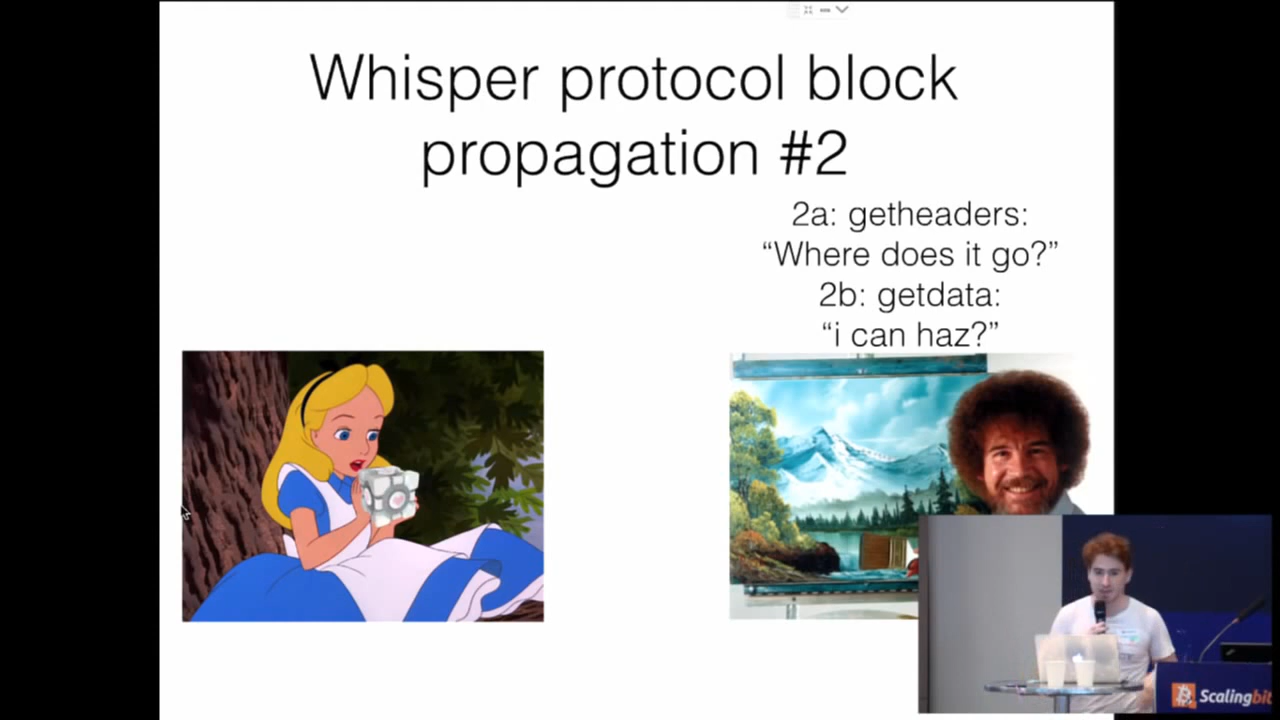 Whisper protocol block
propagation #2
2a: getheaders:
“Where does it go?”
2b: getdata:
“i can haz?”
Scalingbit